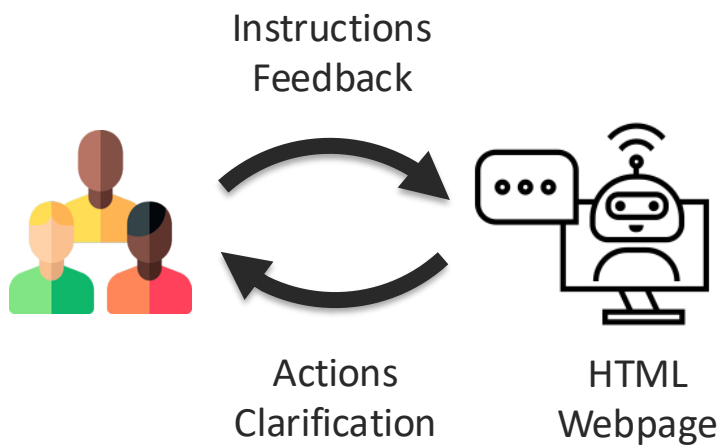 Instructions
Feedback
Actions
Clarification
HTML
Webpage